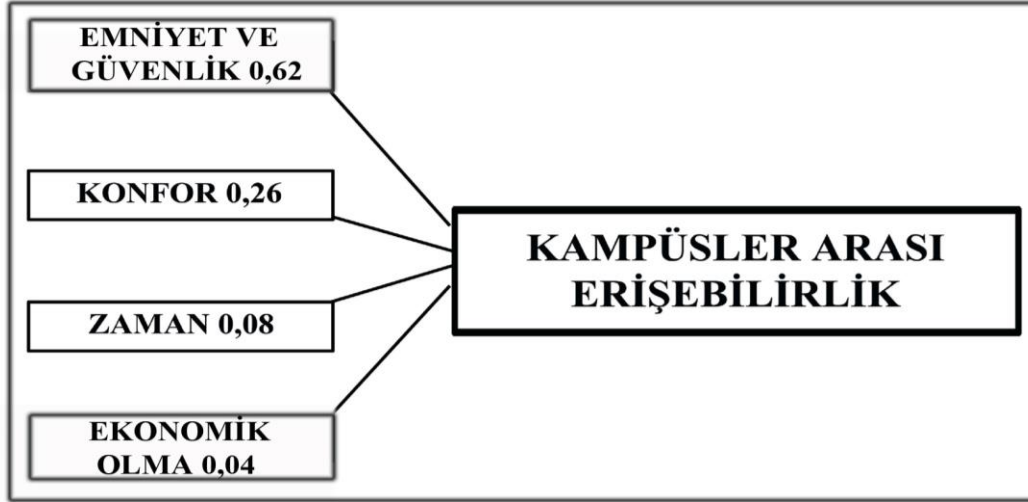 EMNİYET VE
GÜVENLİK 0,62
KONFOR 0,26
ZAMAN 0,08
EKONOMİK
OLMA 0,04
KAMPÜSLER ARASI
ERİŞEBİLİRLİK